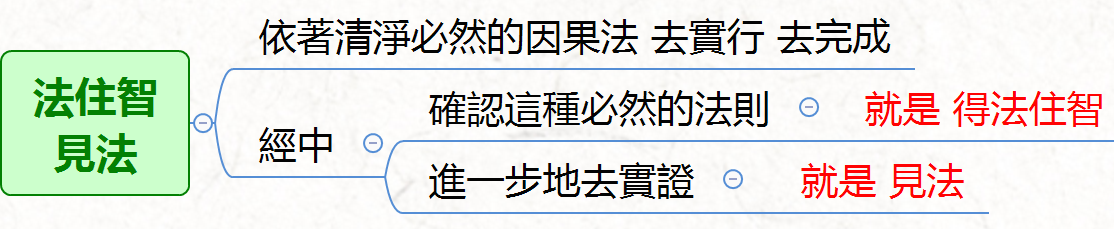 法住智
見法
依著清淨必然的因果法 去實行 去完成
經中
確認這種必然的法則 就是 得法住智
進一步地去實證 就是 見法